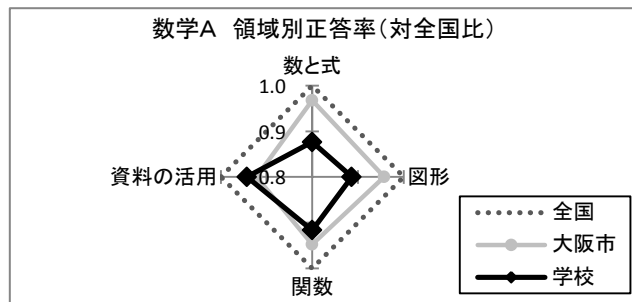 数学A 領域別正答率（対全国比）
数と式
1.0
0.9
資料の活用
0.8
図形
関数
全国
大阪市
学校